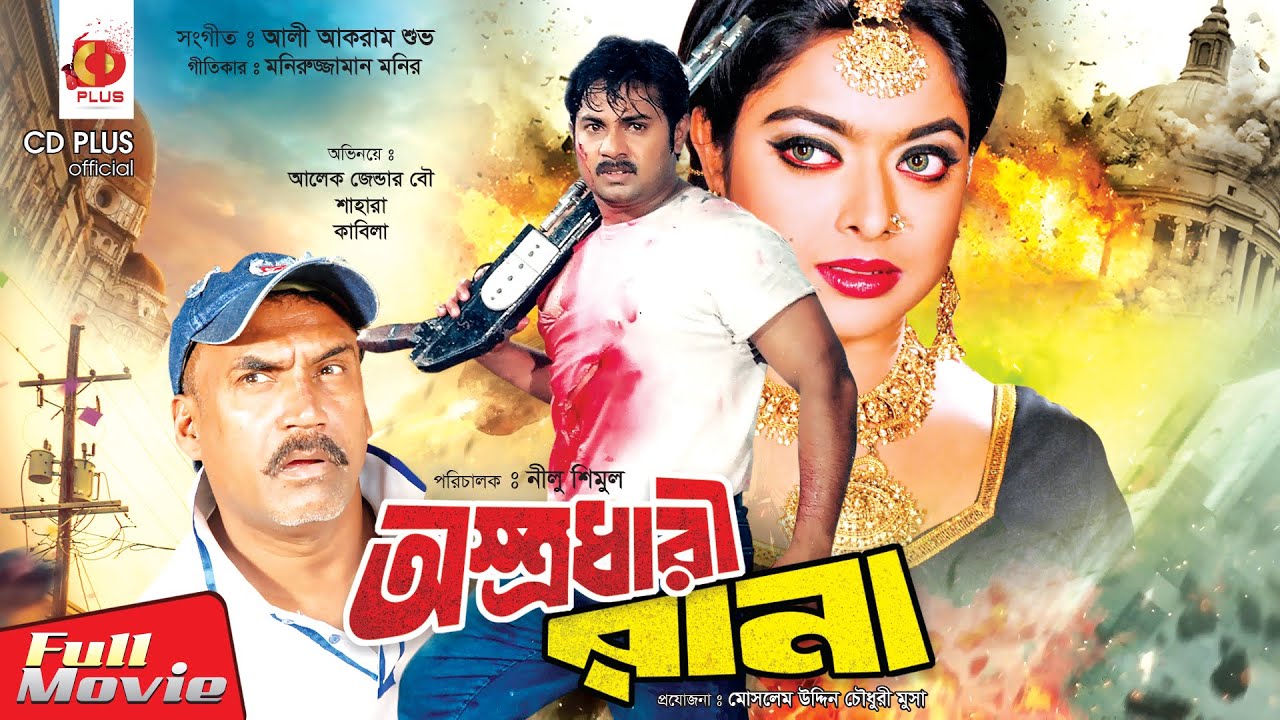 PLUS
CD PLUS
official
সংগীত : আলী আকরাম শুভ
গীতিকার : মনিরুজ্জামান মনির
অভিনয়ে :
আলেক জেন্ডার বৌ
শাহারা
কাবিলা
পরিচালক : নীলু শিমুল
অস্ত্রধারী
রানা
Full
Movie
প্রযোজনা : মোসলেম উদ্দিন চৌধুরী মুসা